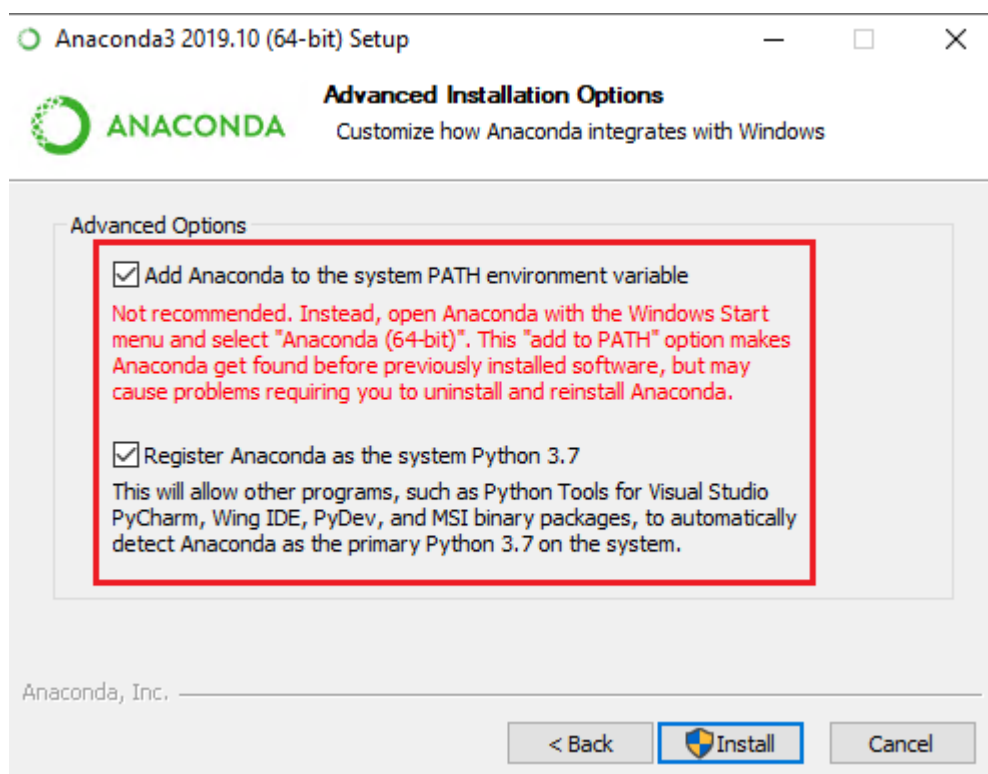 Anaconda3 2019.10 (64-bit) Setup
ANACONDA
Advanced Installation Options
Customize how Anaconda integrates with Windows
Advanced Options
Add Anaconda to the system PATH environment variable
Not recommended. Instead, open Anaconda with the Windows Start
menu and select "Anaconda (64-bit)". This "add to PATH" option makes
Anaconda get found before previously installed software, but may
cause problems requiring you to uninstall and reinstall Anaconda.
Register Anaconda as the system Python 3.7
This will allow other programs, such as Python Tools for Visual Studio
PyCharm, Wing IDE, PyDev, and MSI binary packages, to automatically
detect Anaconda as the primary Python 3.7 on the system.
Anaconda, Inc.
< Back
Install
Cancel